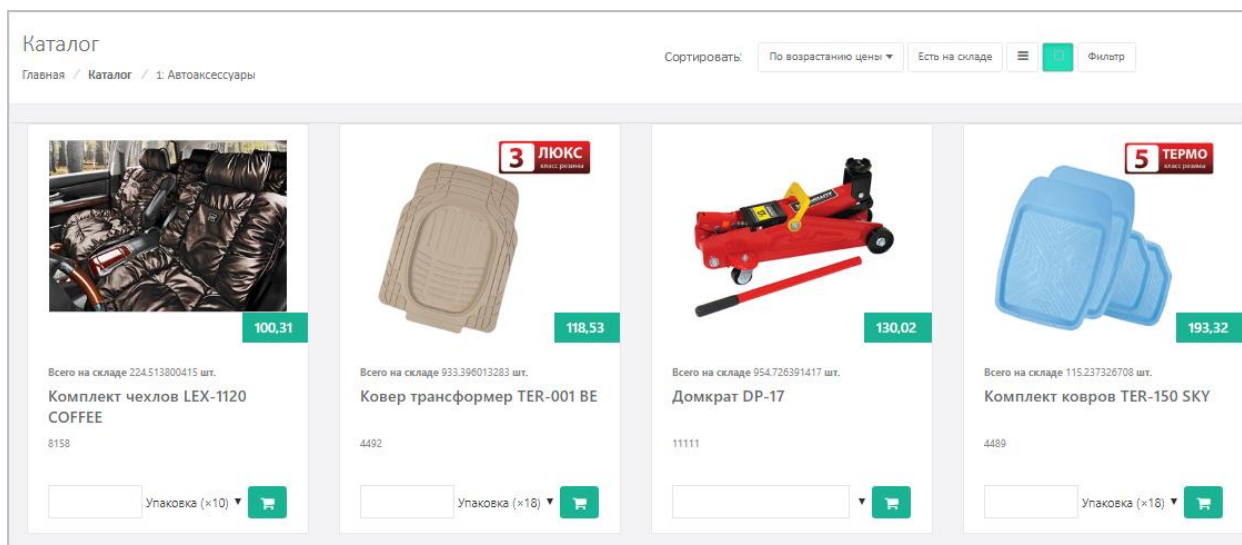 Каталог
Сортировать: По возрастанию цены Есть на складе Фильтр
Главная / Каталог / 1: Автоаксессуары
3 ЛЮКС
класс резины
5 ТЕРМО
класс резины
100,31
118,53
130,02
193,32
Всего на складе 224.513800415 шт.
Комплект чехлов LEX-1120
COFFEE
8158
Упаковка (×10)
Всего на складе 933.396013283 шт.
Ковер трансформер TER-001 BE
4492
Упаковка (×18)
Всего на складе 954.726391417 шт.
Домкрат DP-17
11111
Всего на складе 115.237326708 шт.
Комплект ковров TER-150 SKY
4489
Упаковка (×18)